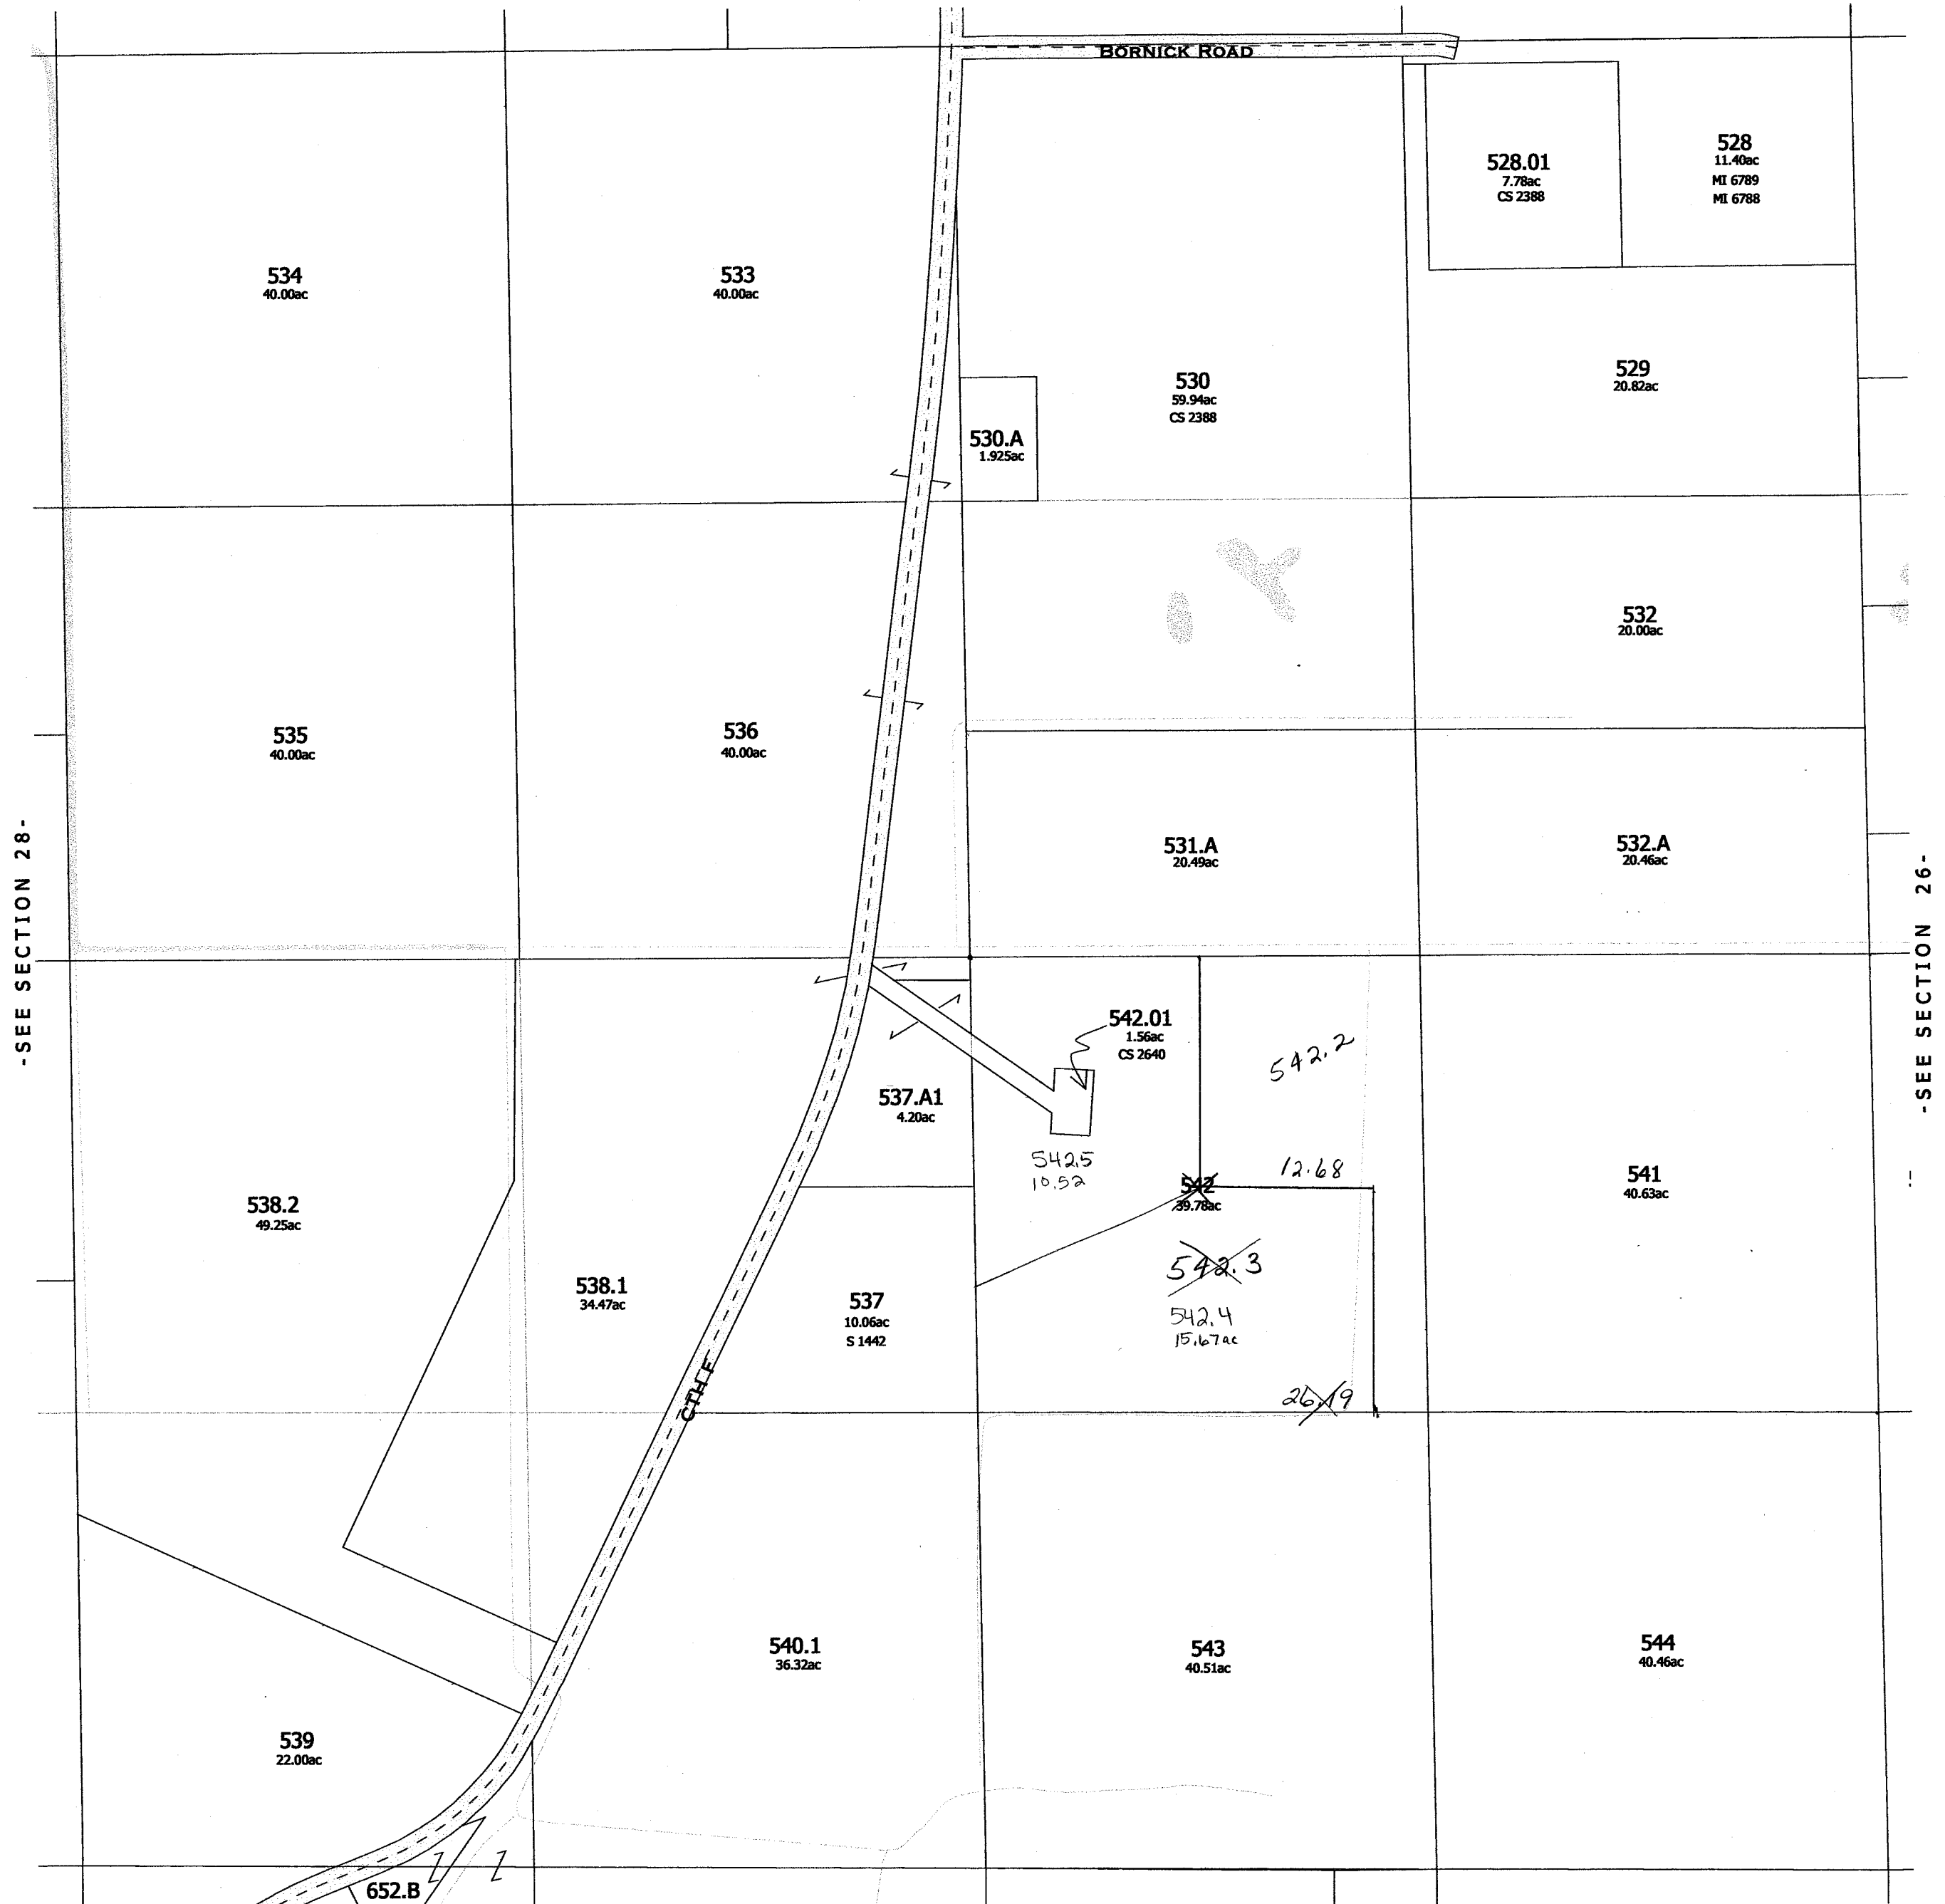 BORNICK ROAD
528.01
7.78ac
CS 2388
528
11.40ac
MI 6789
MI 6788
534
40.00ac
533
40.00ac
530
59.94ac
CS 2388
529
20.82ac
530.A
1.925ac
532
20.00ac
535
40.00ac
536
40.00ac
531.A
20.49ac
532.A
20.46ac
-SEE SECTION 28-
-SEE SECTION 26-
542.01
1.56ac
CS 2640
542.2
537.A1
4.20ac
542.5
10.52
12.68
542
39.78ac
541
40.63ac
538.2
49.25ac
542.3
538.1
34.47ac
537
10.06ac
S 1442
542.4
15.67ac
CTH F
26.19
540.1
36.32ac
543
40.51ac
544
40.46ac
539
22.00ac
652.B